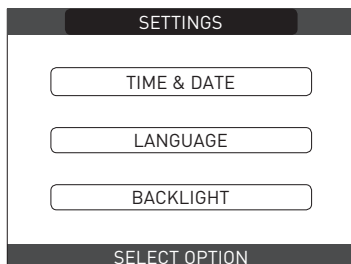 SETTINGS
TIME & DATE
LANGUAGE
BACKLIGHT
SELECT OPTION